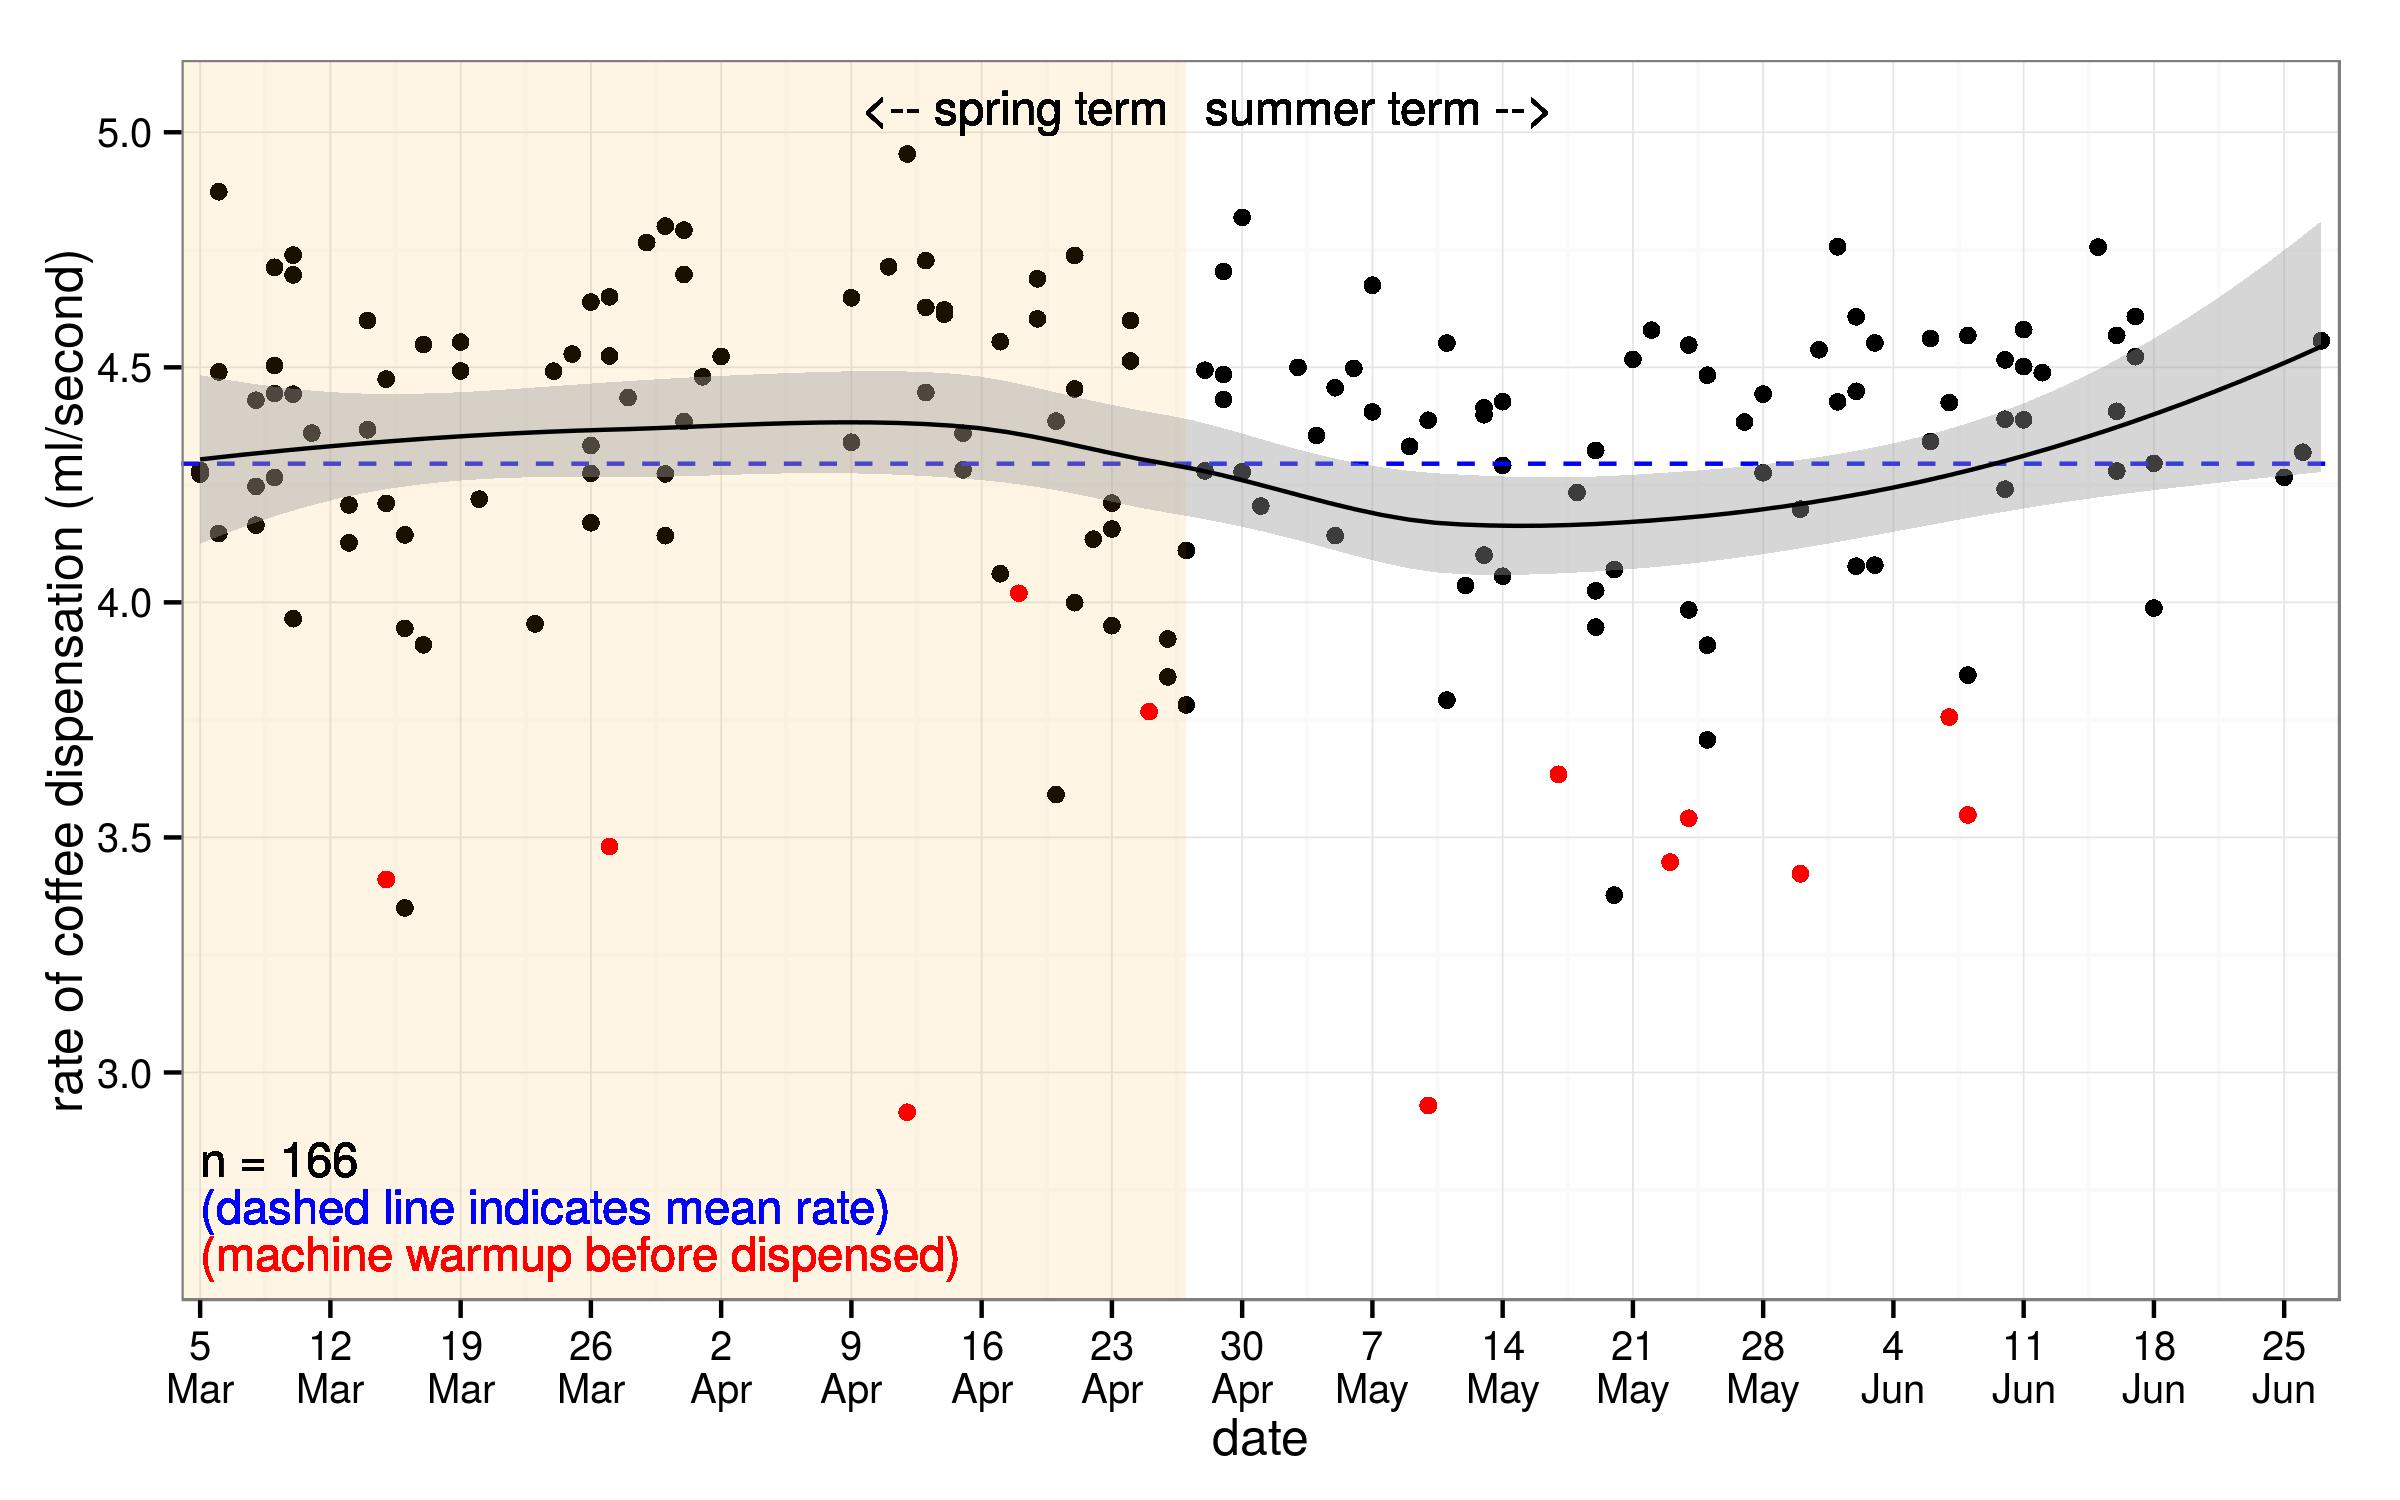 <-- spring term
summer term -->
5.0
4.5
4.0
3.5
3.0
rate of coffee dispensation (ml/second)
n = 166
(dashed line indicates mean rate)
(machine warmup before dispensed)
5 12 19 26 2 9 16 23 30 7 14 21 28 4 11 18 25
Mar Mar Mar Mar Apr Apr Apr Apr Apr May May May May Jun Jun Jun Jun
date